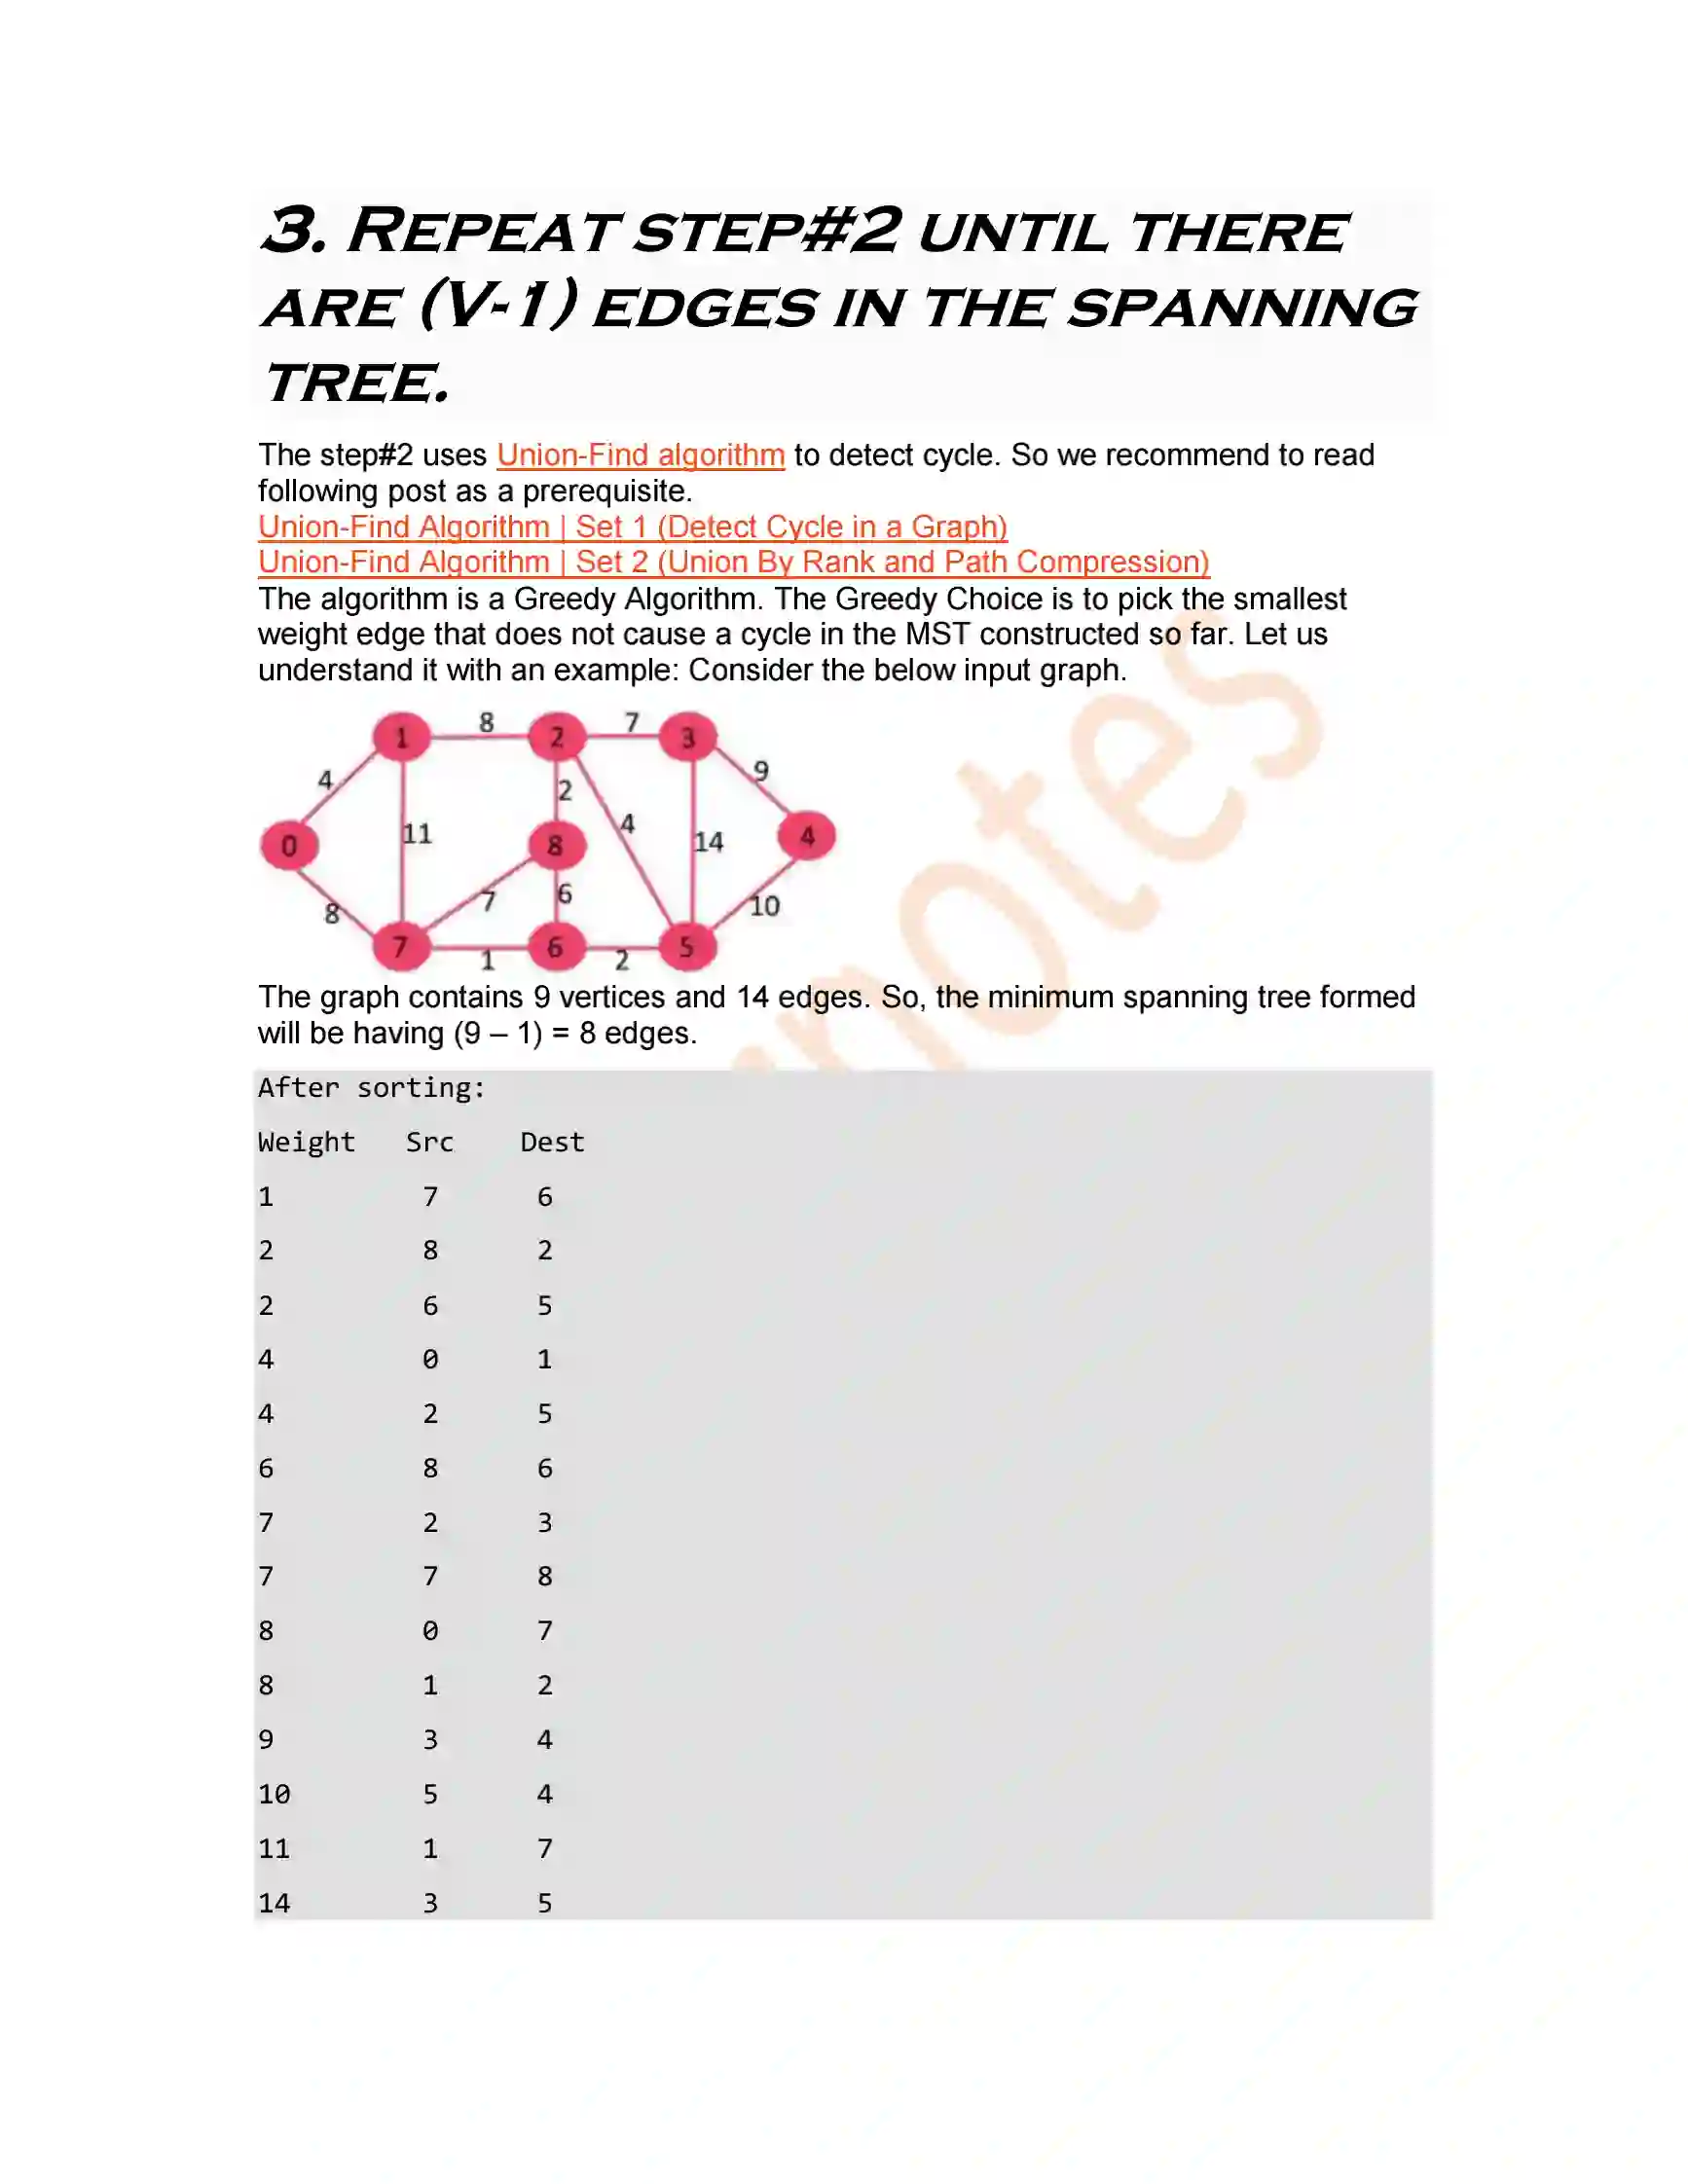 3. REPEAT STEP#2 UNTIL THERE
ARE (V-1) EDGES IN THE SPANNING
TREE.
The step#2 uses Union-Find algorithm to detect cycle. So we recommend to read
following post as a prerequisite.
Union-Find Algorithm | Set 1 (Detect Cycle in a Graph)
Union-Find Algorithm | Set 2 (Union By Rank and Path Compression)
The algorithm is a Greedy Algorithm. The Greedy Choice is to pick the smallest
weight edge that does not cause a cycle in the MST constructed so far. Let us
understand it with an example: Consider the below input graph.
8 7
1 2 3
4 2 9
0 11 8 4 14 4
8 7 6 10
7 6 5
1 2
The graph contains 9 vertices and 14 edges. So, the minimum spanning tree formed
will be having (9 – 1) = 8 edges.
After sorting:
Weight Src Dest
1 7 6
2 8 2
2 6 5
4 0 1
4 2 5
6 8 6
7 2 3
7 7 8
8 0 7
8 1 2
9 3 4
10 5 4
11 1 7
14 3 5
notes